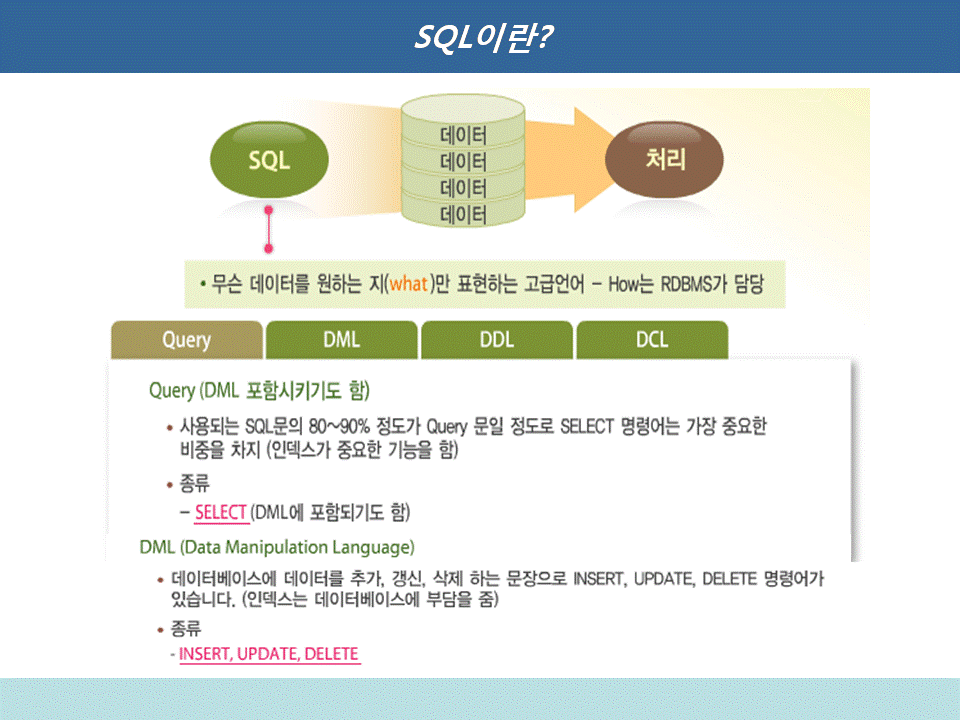 SQL이란?
SQL
데이터
데이터
데이터
데이터
처리
• 무슨 데이터를 원하는 지(what)만 표현하는 고급언어 – How는 RDBMS가 담당
Query
DML
DDL
DCL
Query (DML 포함시키기도 함)
• 사용되는 SQL문의 80~90% 정도가 Query 문일 정도로 SELECT 명령어는 가장 중요한
비중을 차지 (인덱스가 중요한 기능을 함)
• 종류
– SELECT (DML에 포함되기도 함)
DML (Data Manipulation Language)
• 데이터베이스에 데이터를 추가, 갱신, 삭제 하는 문장으로 INSERT, UPDATE, DELETE 명령어가
있습니다. (인덱스는 데이터베이스에 부담을 줌)
• 종류
- INSERT, UPDATE, DELETE